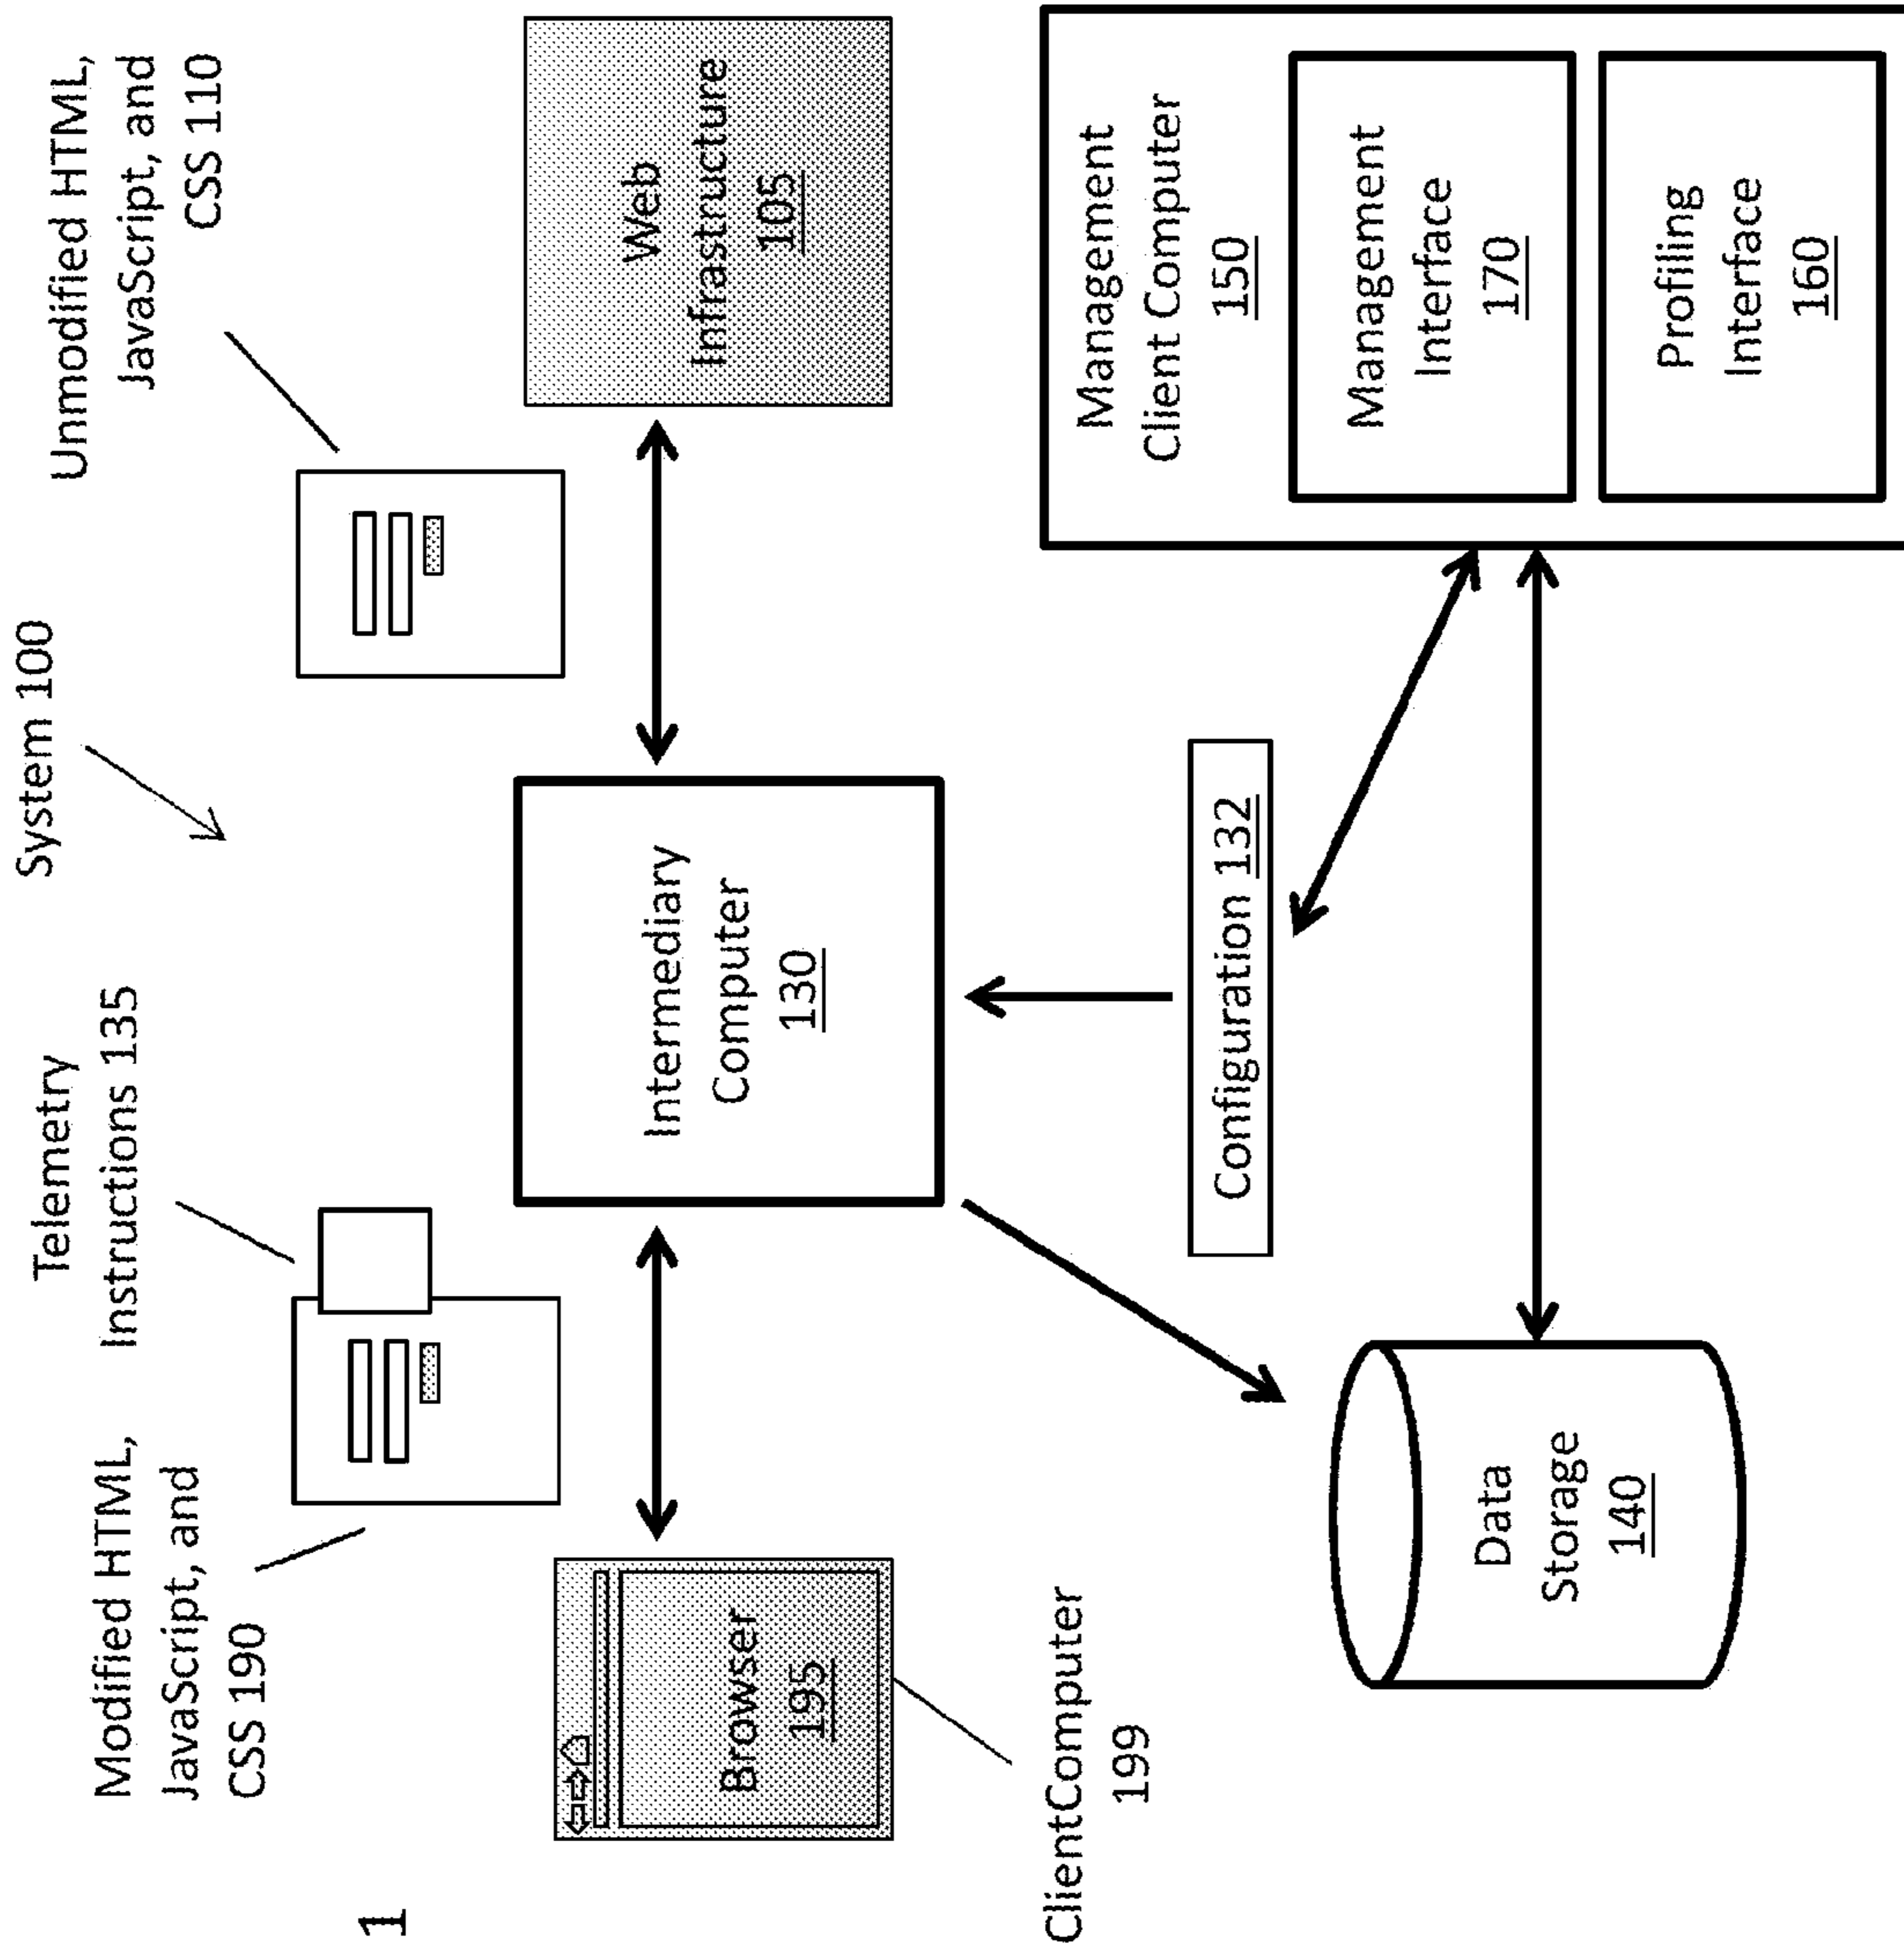 System 100
Modified HTML,
JavaScript, and
CSS 190
Telemetry
Instructions 135
Unmodified HTML,
JavaScript, and
CSS 110
Browser
195
Intermediary
Computer
130
Web
Infrastructure
105
ClientComputer
199
Configuration 132
Data
Storage
140
Management
Client Computer
150
Management
Interface
170
Profiling
Interface
160
1